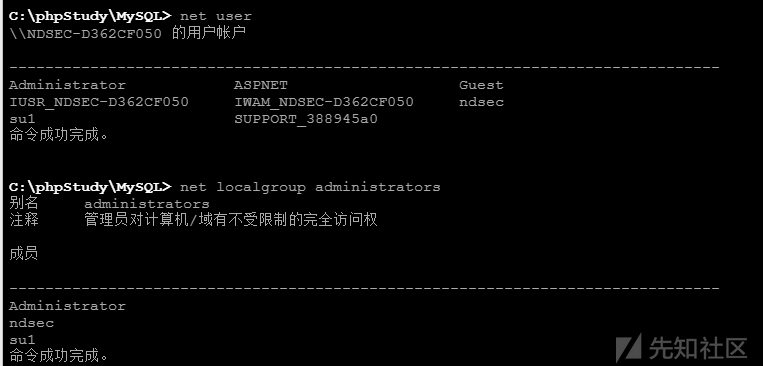 C:\phpStudy\MySQL> net user
\\NDSEC-D362CF050 的用户帐户
-------------------------------------------------------------------------------
Administrator ASPNET Guest
IUSR_NDSEC-D362CF050 IWAM_NDSEC-D362CF050 ndsec
su1 SUPPORT_388945a0
命令成功完成。
C:\phpStudy\MySQL> net localgroup administrators
别名 administrators
注释 管理员对计算机/域有不受限制的完全访问权
成员
-------------------------------------------------------------------------------
Administrator
ndsec
su1
命令成功完成。
先知社区